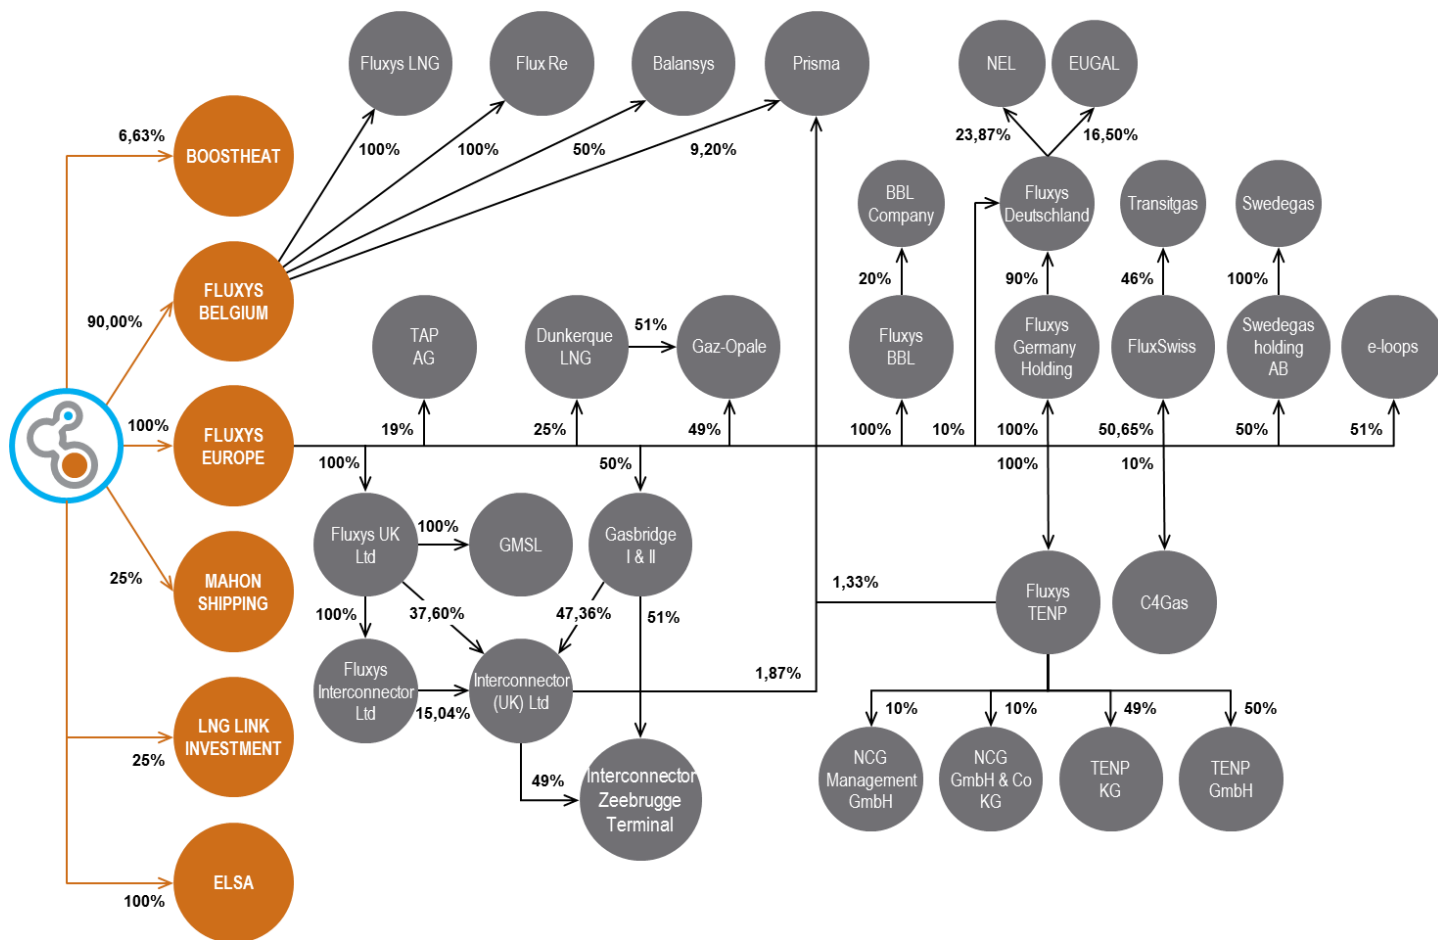 Fluxys LNG
Flux Re
Balansys
Prisma
NEL
EUGAL
6,63%
BOOSTHEAT
100%
100%
50%
9,20%
23,87%
16,50%
BBL
Company
Fluxys
Deutschland
Transitgas
Swedegas
FLUXYS
BELGIUM
90,00%
20%
90%
46%
100%
TAP
AG
Dunkerque
LNG
51%
Gaz-Opale
Fluxys
BBL
Fluxys
Germany
Holding
FluxSwiss
Swedegas
holding
AB
e-loops
100%
FLUXYS
EUROPE
19%
25%
49%
100%
10%
100%
50,65%
50%
51%
100%
50%
100%
10%
Fluxys UK
Ltd
100%
GMSL
Gasbridge
I & II
25%
MAHON
SHIPPING
100%
37,60%
47,36%
51%
1,33%
Fluxys
TENP
C4Gas
Fluxys
Interconnector
Ltd
15,04%
Interconnector
(UK) Ltd
1,87%
LNG LINK
INVESTMENT
25%
49%
Interconnector
Zeebrugge
Terminal
10%
10%
49%
50%
NCG
Management
GmbH
NCG
GmbH & Co
KG
TENP
KG
TENP
GmbH
ELSA
100%